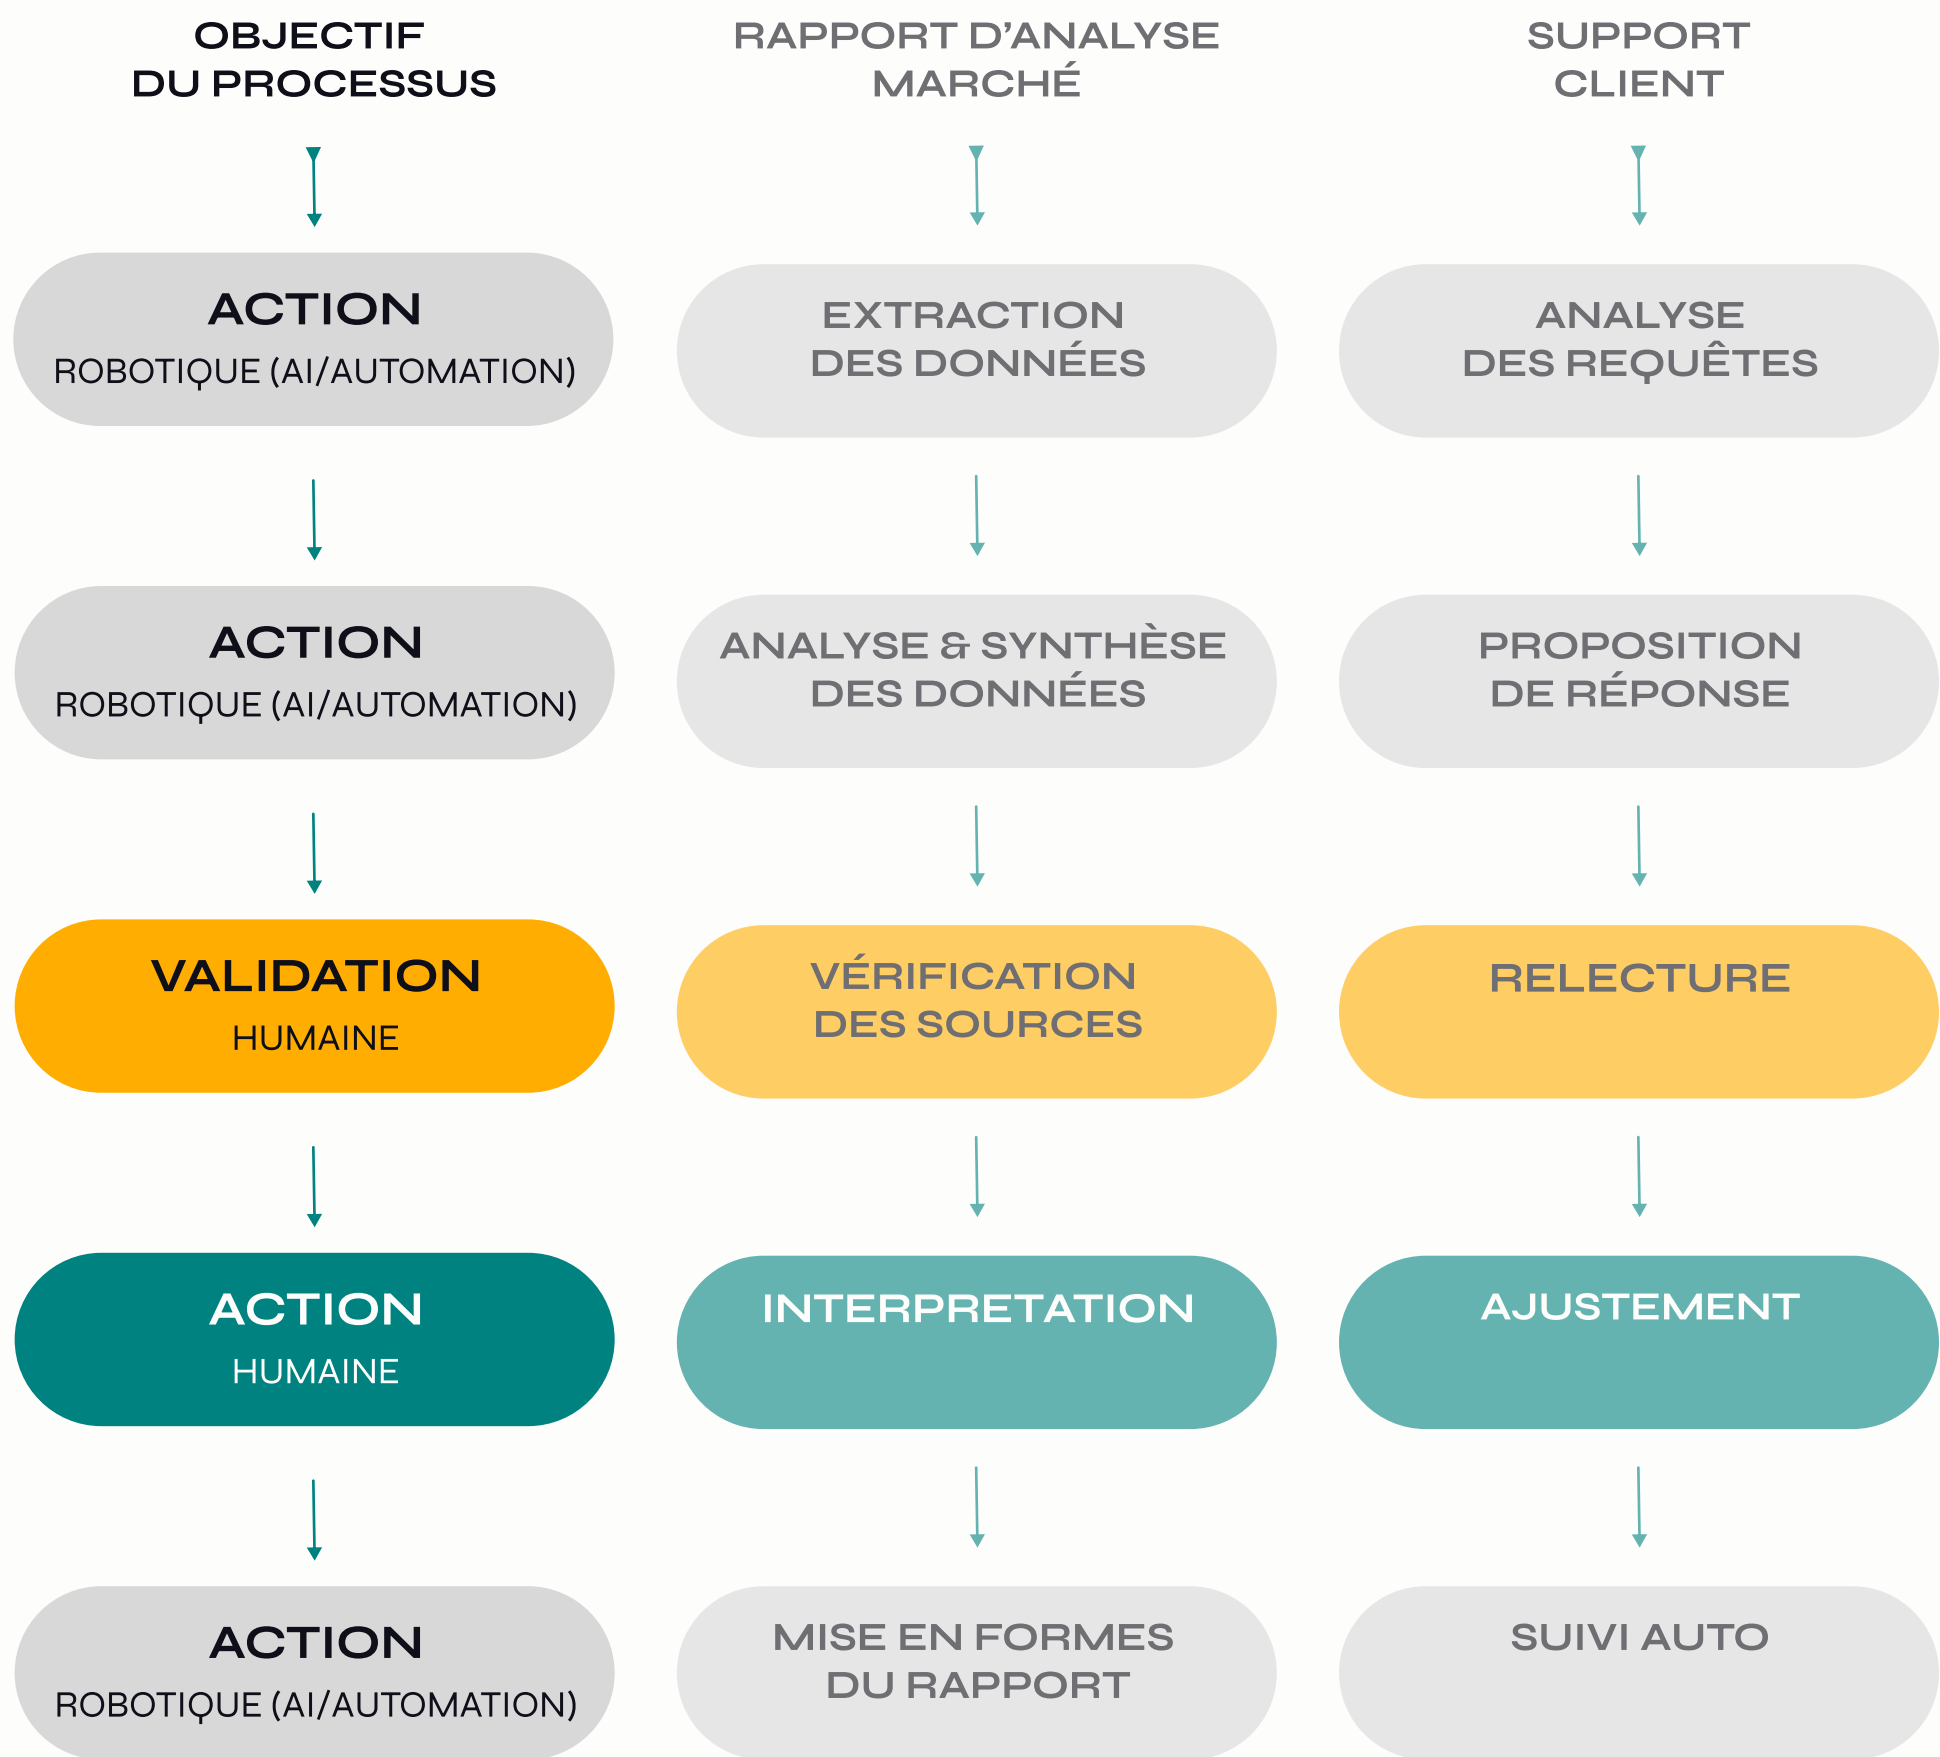 OBJECTIF
DU PROCESSUS
ACTION
ROBOTIQUE (AI/AUTOMATION)
ACTION
ROBOTIQUE (AI/AUTOMATION)
VALIDATION
HUMAINE
ACTION
HUMAINE
ACTION
ROBOTIQUE (AI/AUTOMATION)
RAPPORT D’ANALYSE
MARCHÉ
EXTRACTION
DES DONNÉES
ANALYSE & SYNTHÈSE
DES DONNÉES
VÉRIFICATION
DES SOURCES
INTERPRETATION
MISE EN FORMES
DU RAPPORT
SUPPORT
CLIENT
ANALYSE
DES REQUÊTES
PROPOSITION
DE RÉPONSE
RELECTURE
AJUSTEMENT
SUIVI AUTO